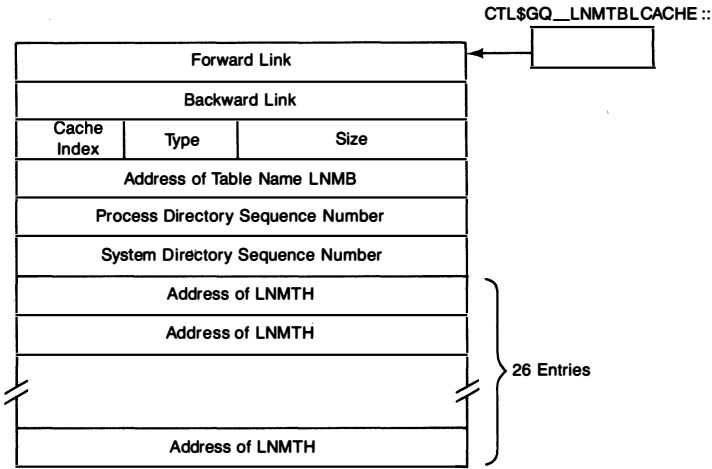 CTL$GQ__LNMTBLCACHE::
Forward Link
Backward Link
Cache
Index
Type
Size
Address of Table Name LNMB
Process Directory Sequence Number
System Directory Sequence Number
Address of LNMTH
Address of LNMTH
26 Entries
Address of LNMTH